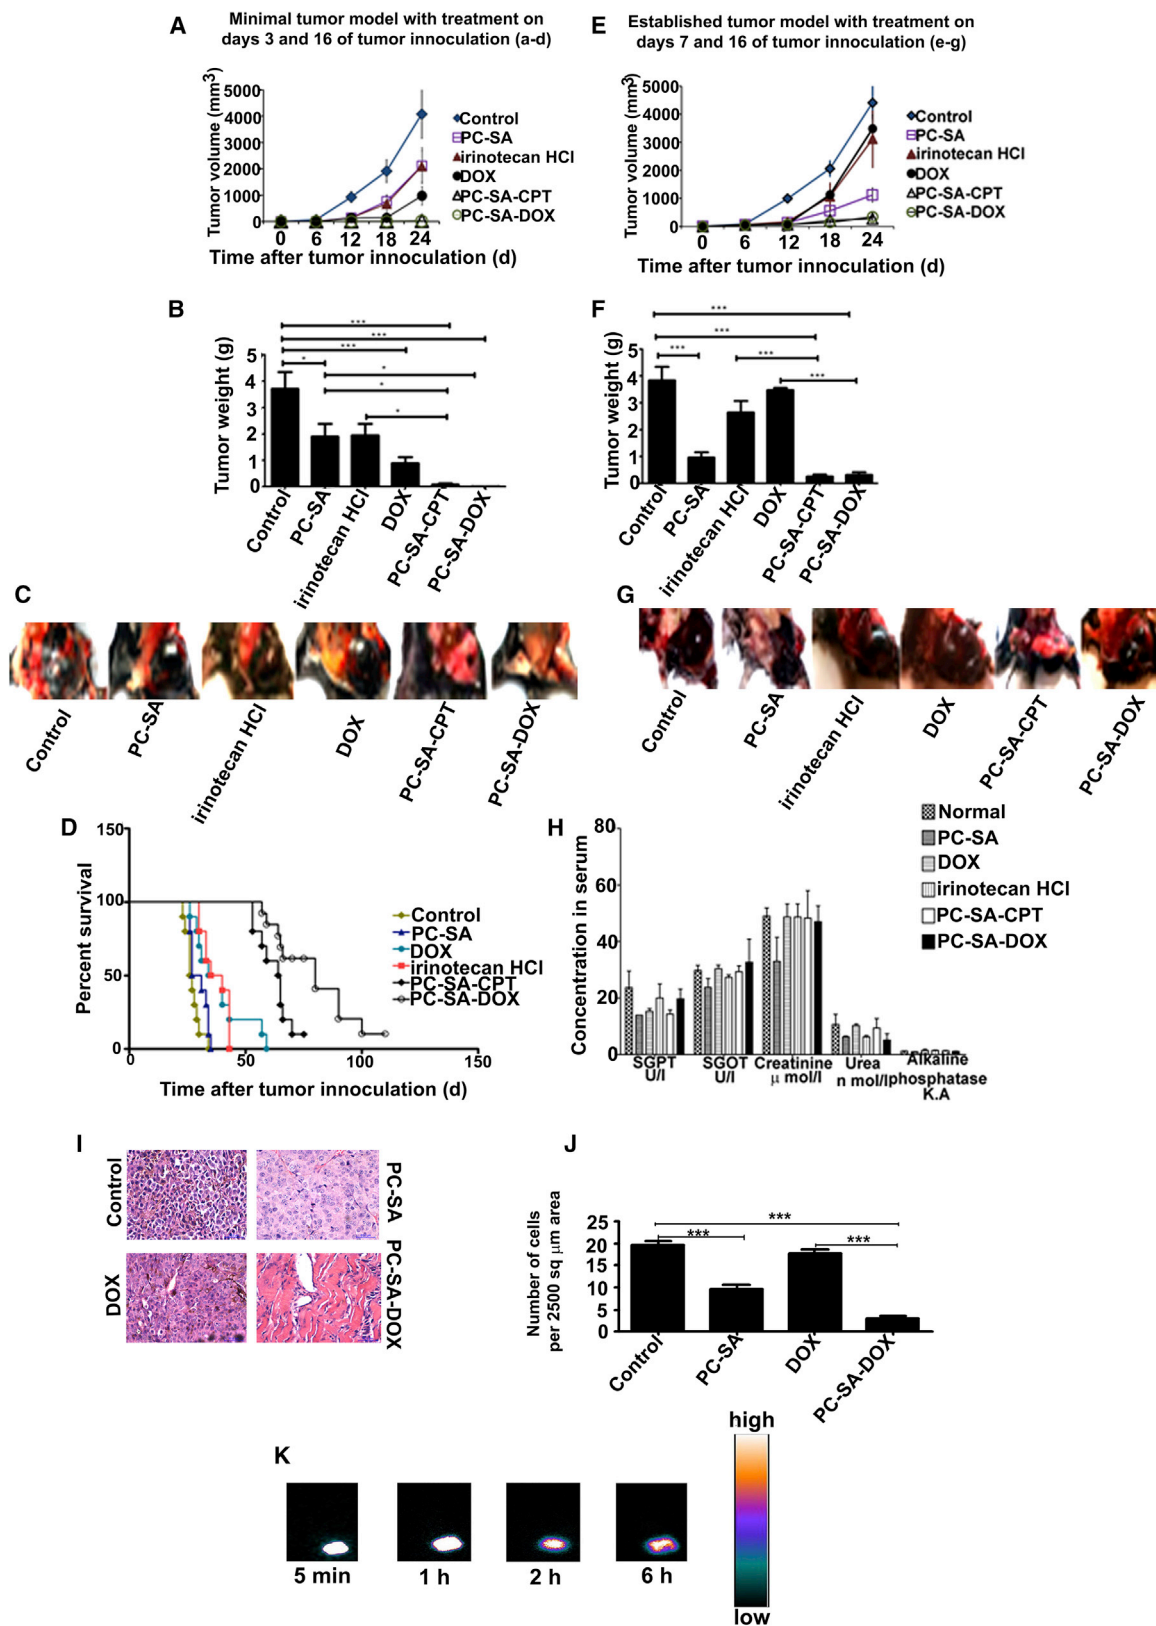 A
Minimal tumor model with treatment on
days 3 and 16 of tumor innoculation (a-d)
Tumor volume (mm3)
5000
4000
3000
2000
1000
0
0 6 12 18 24
Time after tumor innoculation (d)
Control
PC-SA
irinotecan HCl
DOX
PC-SA-CPT
PC-SA-DOX
E
Established tumor model with treatment on
days 7 and 16 of tumor innoculation (e-g)
Tumor volume (mm3)
5000
4000
3000
2000
1000
0
0 6 12 18 24
Time after tumor innoculation (d)
Control
PC-SA
irinotecan HCl
DOX
PC-SA-CPT
PC-SA-DOX
B
Tumor weight (g)
5
4
3
2
1
0
***
***
***
*
*
*
*
Control
PC-SA
irinotecan HCl
DOX
PC-SA-CPT
PC-SA-DOX
F
Tumor weight (g)
5
4
3
2
1
0
***
***
***
***
***
Control
PC-SA
irinotecan HCl
DOX
PC-SA-CPT
PC-SA-DOX
C
Control
PC-SA
irinotecan HCl
DOX
PC-SA-CPT
PC-SA-DOX
G
Control
PC-SA
irinotecan HCl
DOX
PC-SA-CPT
PC-SA-DOX
D
Percent survival
150
100
50
0
0 50 100 150
Time after tumor innoculation (d)
Control
PC-SA
DOX
irinotecan HCl
PC-SA-CPT
PC-SA-DOX
H
Concentration in serum
80
60
40
20
0
SGPT
U/l
SGOT
U/l
Creatinine
μ mol/l
Urea
n mol/l
Alkaline
phosphatase
K.A
Normal
PC-SA
DOX
irinotecan HCl
PC-SA-CPT
PC-SA-DOX
I
Control
PC-SA
DOX
PC-SA-DOX
J
Number of cells
per 2500 sq μm area
25
20
15
10
5
0
***
***
***
Control
PC-SA
DOX
PC-SA-DOX
K
5 min
1 h
2 h
6 h
high
low